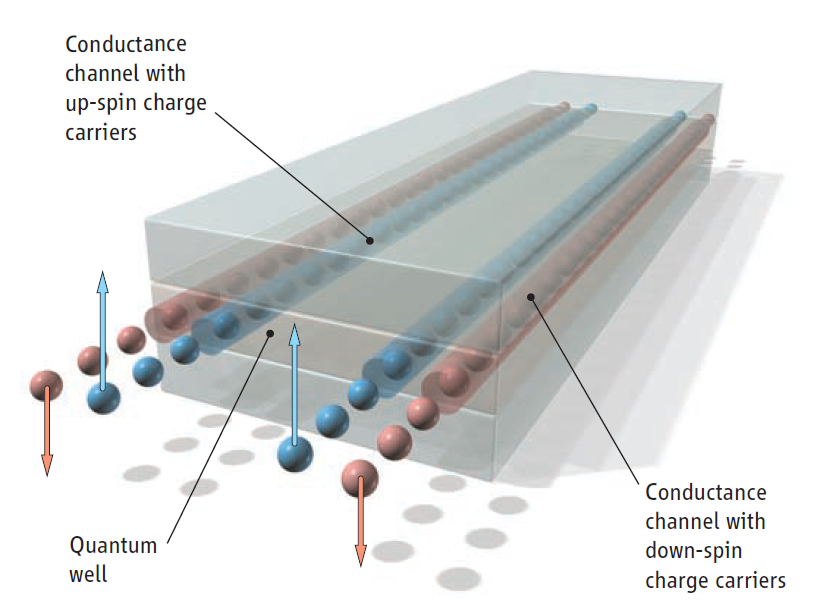 Conductance
channel with
up-spin charge
carriers
Quantum
well
Conductance
channel with
down-spin
charge carriers